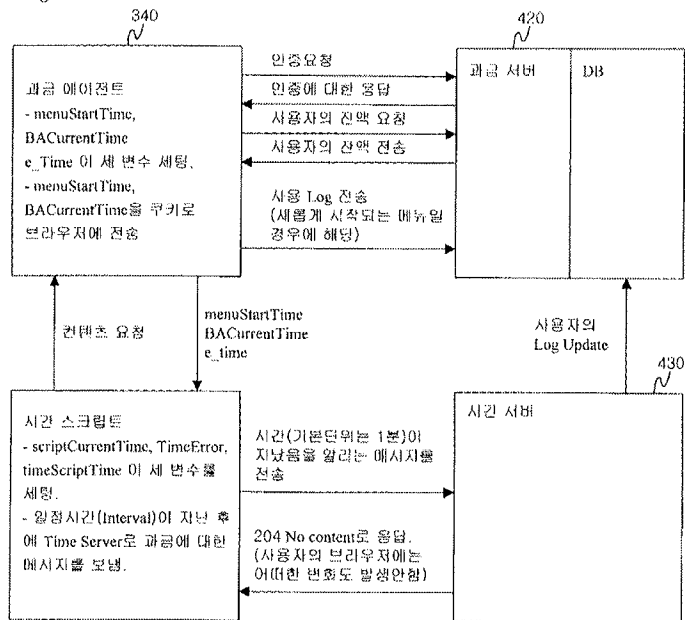 340
420
과금 에이전트
- menuStartTime,
BACurrentTime
e_Time 이 세 변수 세팅.
- menuStartTime,
BACurrentTime을 쿠키로
브라우저에 전송
인증요청
인증에 대한 응답
사용자의 잔액 요청
사용자의 잔액 전송
사용 Log 전송
(새롭게 시작되는 메뉴일
경우에 해당)
과금 서버
DB
컨텐츠 요청
menuStartTime
BACurrentTime
e_time
사용자의
Log Update
430
시간 스크립트
- scriptCurrentTime, TimeError,
timeScriptTime 이 세 변수를
세팅.
- 일정시간(Interval)이 지난 후
에 Time Server로 과금에 대한
메시지를 보냄.
시간(기본단위는 1분)이
지났음을 알리는 메시지를
전송
204 No content로 응답.
(사용자의 브라우저에는
어떠한 변화도 발생안함)
시간 서버